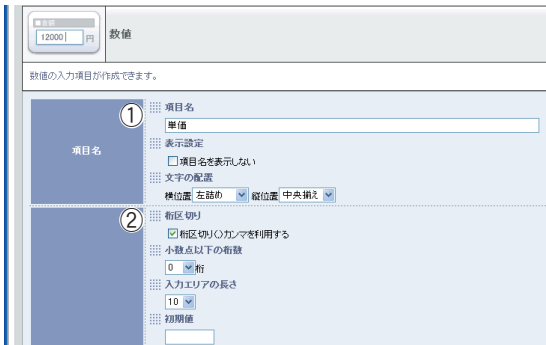 ■金額
12000 円
数値
数値の入力項目が作成できます。
①
項目名
項目名
単価
表示設定
項目名を表示しない
文字の配置
横位置 左詰め 縦位置 中央揃え
②
桁区切り
桁区切り(,)カンマを利用する
小数点以下の桁数
0 桁
入力エリアの長さ
10
初期値